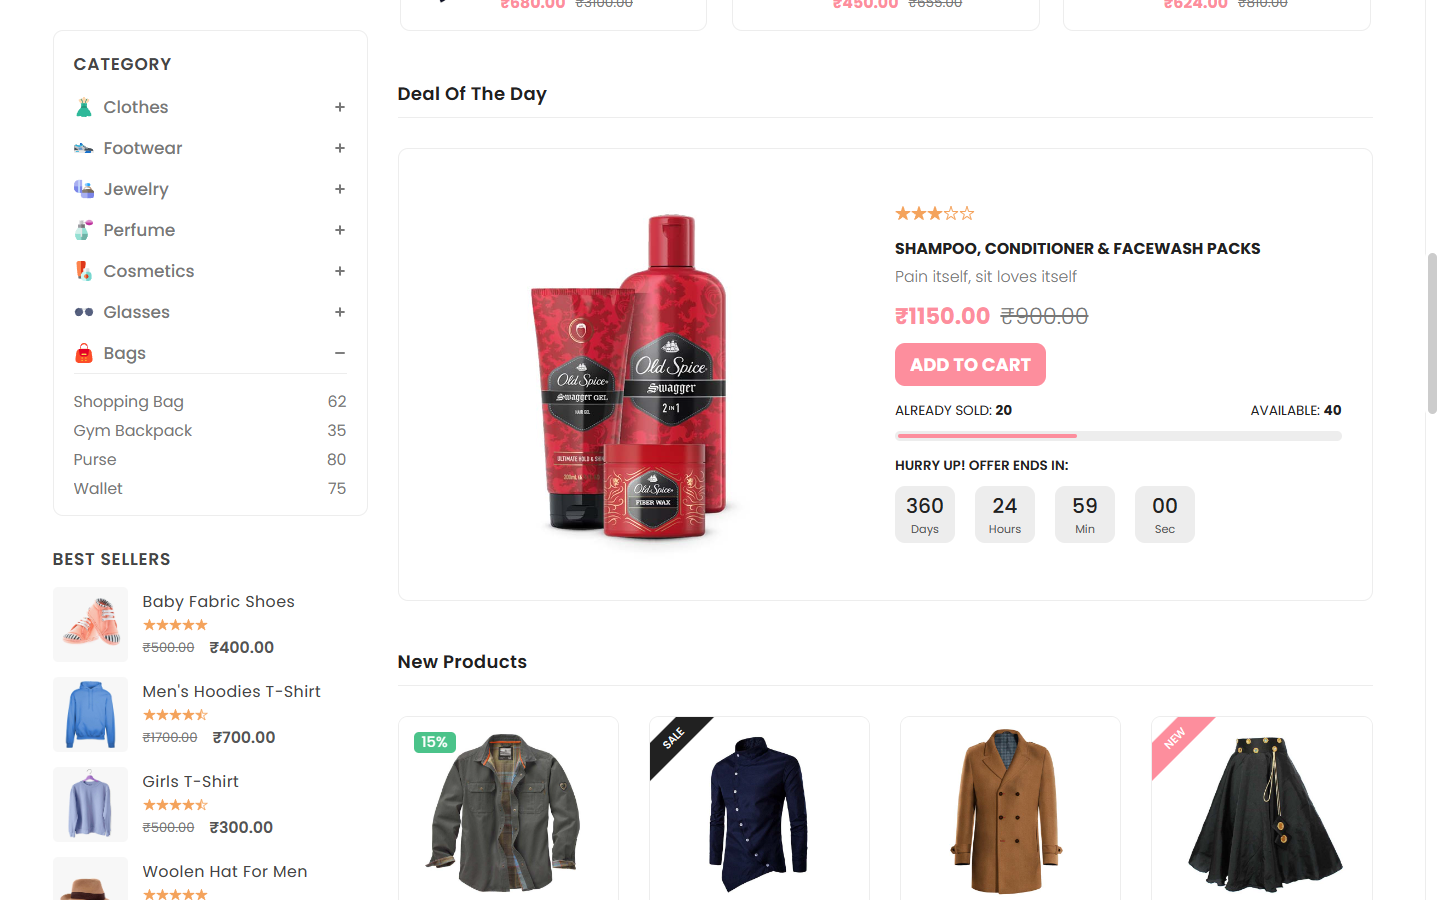 ₹680.00 ₹3100.00
₹450.00 ₹655.00
₹624.00 ₹810.00
CATEGORY
Clothes +
Footwear +
Jewelry +
Perfume +
Cosmetics +
Glasses +
Bags −
Shopping Bag 62
Gym Backpack 35
Purse 80
Wallet 75
BEST SELLERS
Baby Fabric Shoes
₹500.00 ₹400.00
Men's Hoodies T-Shirt
₹1700.00 ₹700.00
Girls T-Shirt
₹500.00 ₹300.00
Woolen Hat For Men
Deal Of The Day
Old Spice
Swagger GEL
HAIR GEL
ULTIMATE HOLD &
Old Spice
Swagger
2 IN 1
Old Spice
FIBER WAX
SHAMPOO, CONDITIONER & FACEWASH PACKS
Pain itself, sit loves itself
₹1150.00 ₹900.00
ADD TO CART
ALREADY SOLD: 20 AVAILABLE: 40
HURRY UP! OFFER ENDS IN:
360 24 59 00
Days Hours Min Sec
New Products
15%
SALE
NEW